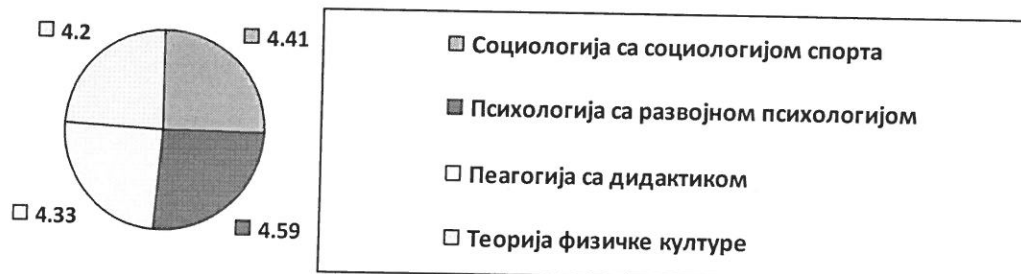 4.2
4.41
4.33
4.59
Социологија са социологијом спорта
Психологија са развојном психологијом
Пеагогија са дидактиком
Теорија физичке културе